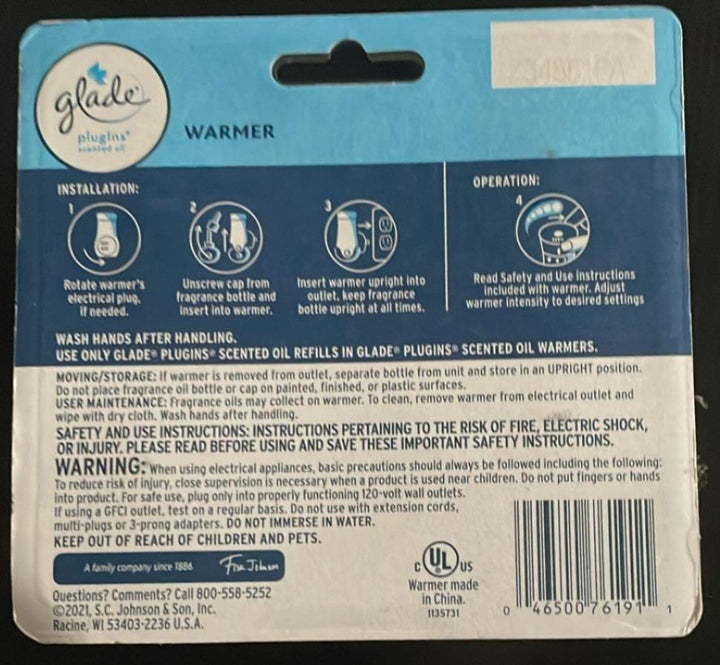 glade
plugins®
scented oil
WARMER
INSTALLATION:
1
2
3
Rotate warmer's
electrical plug,
if needed.
Unscrew cap from
fragrance bottle and
insert into warmer.
Insert warmer upright into
outlet, keep fragrance
bottle upright at all times.
OPERATION:
4
Read Safety and Use Instructions
included with warmer. Adjust
warmer intensity to desired settings
WASH HANDS AFTER HANDLING.
USE ONLY GLADE® PLUGINS® SCENTED OIL REFILLS IN GLADE® PLUGINS® SCENTED OIL WARMERS.
MOVING/STORAGE: If warmer is removed from outlet, separate bottle from unit and store in an UPRIGHT position.
Do not place fragrance oil bottle or cap on painted, finished, or plastic surfaces.
USER MAINTENANCE: Fragrance oils may collect on warmer. To clean, remove warmer from electrical outlet and
wipe with dry cloth. Wash hands after handling.
SAFETY AND USE INSTRUCTIONS: INSTRUCTIONS PERTAINING TO THE RISK OF FIRE, ELECTRIC SHOCK,
OR INJURY. PLEASE READ BEFORE USING AND SAVE THESE IMPORTANT SAFETY INSTRUCTIONS.
WARNING: When using electrical appliances, basic precautions should always be followed including the following:
To reduce risk of injury, close supervision is necessary when a product is used near children. Do not put fingers or hands
into product. For safe use, plug only into properly functioning 120-volt wall outlets.
If using a GFCI outlet, test on a regular basis. Do not use with extension cords,
multi-plugs or 3-prong adapters. DO NOT IMMERSE IN WATER.
KEEP OUT OF REACH OF CHILDREN AND PETS.
A family company since 1886
Fisk Johnson
Questions? Comments? Call 800-558-5252
©2021, S.C. Johnson & Son, Inc.
Racine, WI 53403-2236 U.S.A.
C UL US
Warmer made
in China.
1135731
0 46500 76191 1